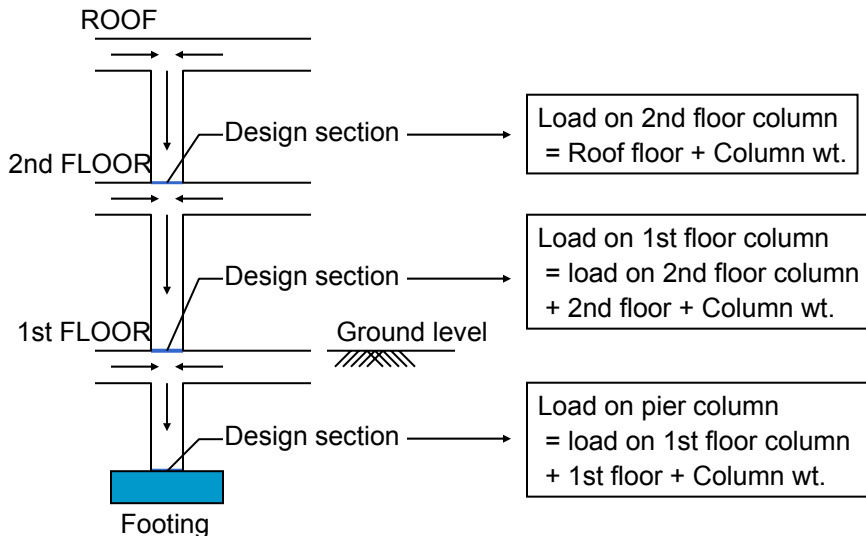 ROOF
Design section
Load on 2nd floor column
= Roof floor + Column wt.
2nd FLOOR
Design section
Load on 1st floor column
= load on 2nd floor column
+ 2nd floor + Column wt.
1st FLOOR
Ground level
Design section
Load on pier column
= load on 1st floor column
+ 1st floor + Column wt.
Footing